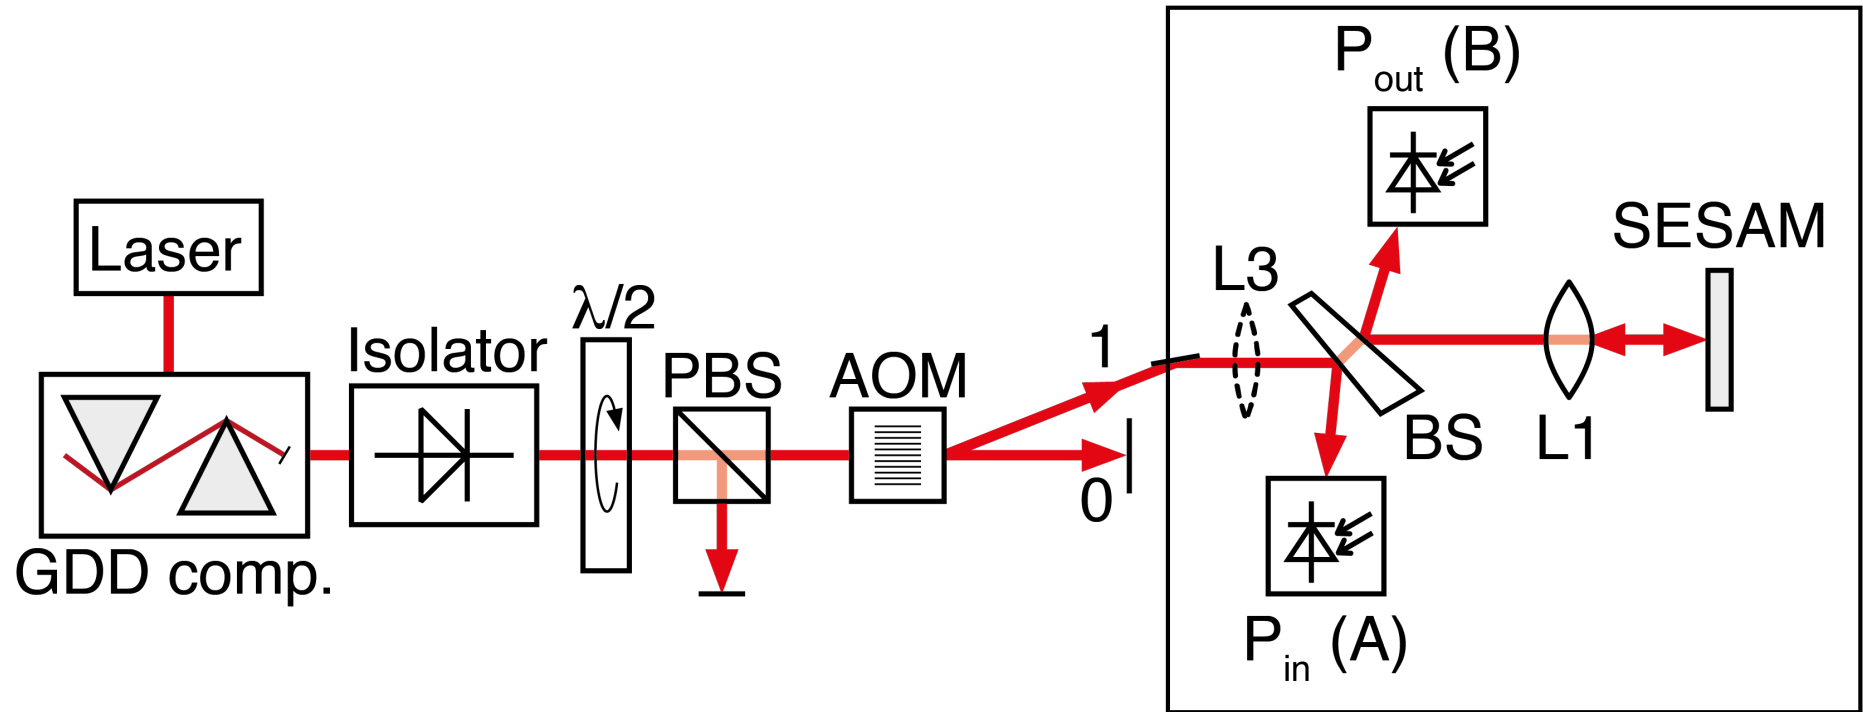 Laser
GDD comp.
Isolator
λ/2
PBS
AOM
1
0
L3
P_out (B)
BS
P_in (A)
L1
SESAM